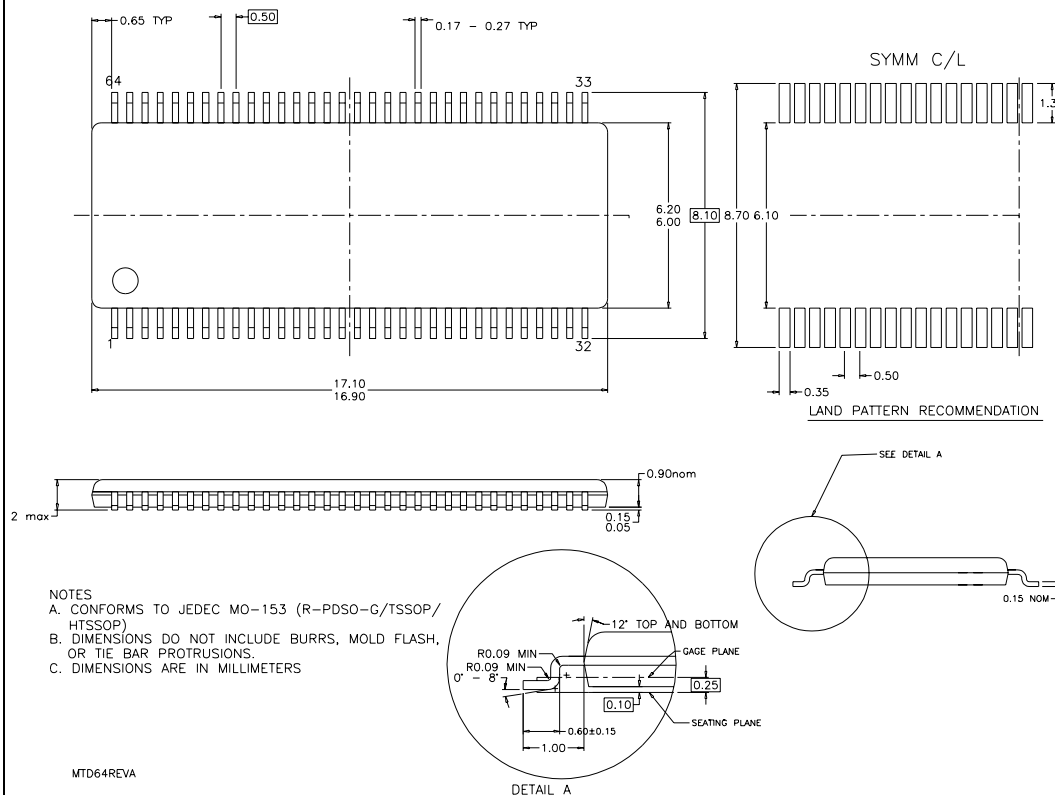 0.65 TYP
0.50
0.17 - 0.27 TYP
64
33
6.20
6.00
8.10
1
32
17.10
16.90
SYMM C/L
8.70
6.10
0.50
0.35
LAND PATTERN RECOMMENDATION
2 max
0.90nom
0.15
0.05
SEE DETAIL A
0.15 NOM-
NOTES
A. CONFORMS TO JEDEC MO-153 (R-PDSO-G/TSSOP/
HTSSOP)
B. DIMENSIONS DO NOT INCLUDE BURRS, MOLD FLASH,
OR TIE BAR PROTRUSIONS.
C. DIMENSIONS ARE IN MILLIMETERS
12° TOP AND BOTTOM
R0.09 MIN
GAGE PLANE
R0.09 MIN
0° - 8°
0.25
0.10
SEATING PLANE
0.60±0.15
1.00
DETAIL A
MTD64REVA